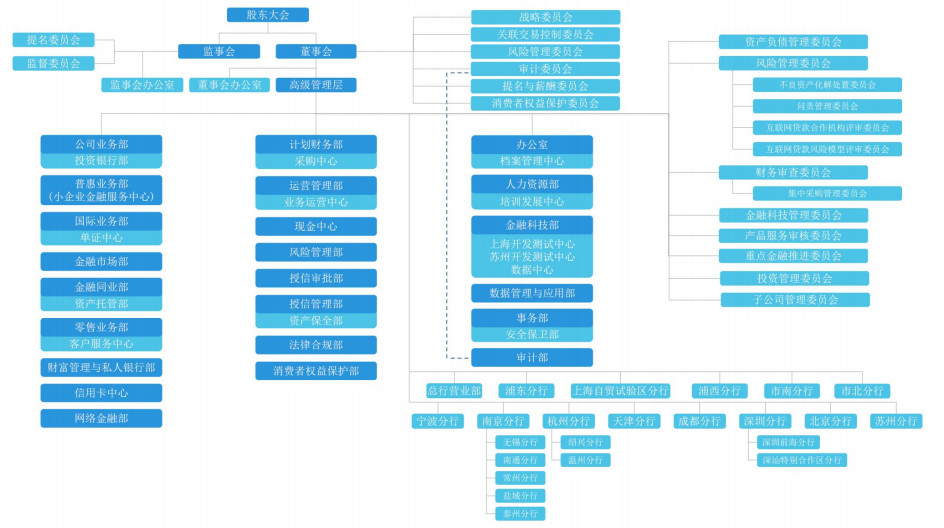 股东大会
提名委员会
监督委员会
监事会
董事会
监事会办公室
董事会办公室
高级管理层
战略委员会
关联交易控制委员会
风险管理委员会
审计委员会
提名与薪酬委员会
消费者权益保护委员会
资产负债管理委员会
风险管理委员会
不良资产化解处置委员会
问责管理委员会
互联网贷款合作机构评审委员会
互联网贷款风险模型评审委员会
财务审查委员会
集中采购管理委员会
金融科技管理委员会
产品服务审核委员会
重点金融推进委员会
投资管理委员会
子公司管理委员会
公司业务部
投资银行部
普惠业务部
(小企业金融服务中心)
国际业务部
单证中心
金融市场部
金融同业部
资产托管部
零售业务部
客户服务中心
财富管理与私人银行部
信用卡中心
网络金融部
计划财务部
采购中心
运营管理部
业务运营中心
现金中心
风险管理部
授信审批部
授信管理部
资产保全部
法律合规部
消费者权益保护部
办公室
档案管理中心
人力资源部
培训发展中心
金融科技部
上海开发测试中心
苏州开发测试中心
数据中心
数据管理与应用部
事务部
安全保卫部
审计部
总行营业部
浦东分行
上海自贸试验区分行
浦西分行
市南分行
市北分行
宁波分行
南京分行
杭州分行
天津分行
成都分行
深圳分行
北京分行
苏州分行
无锡分行
南通分行
常州分行
盐城分行
泰州分行
绍兴分行
温州分行
深圳前海分行
深汕特别合作区分行